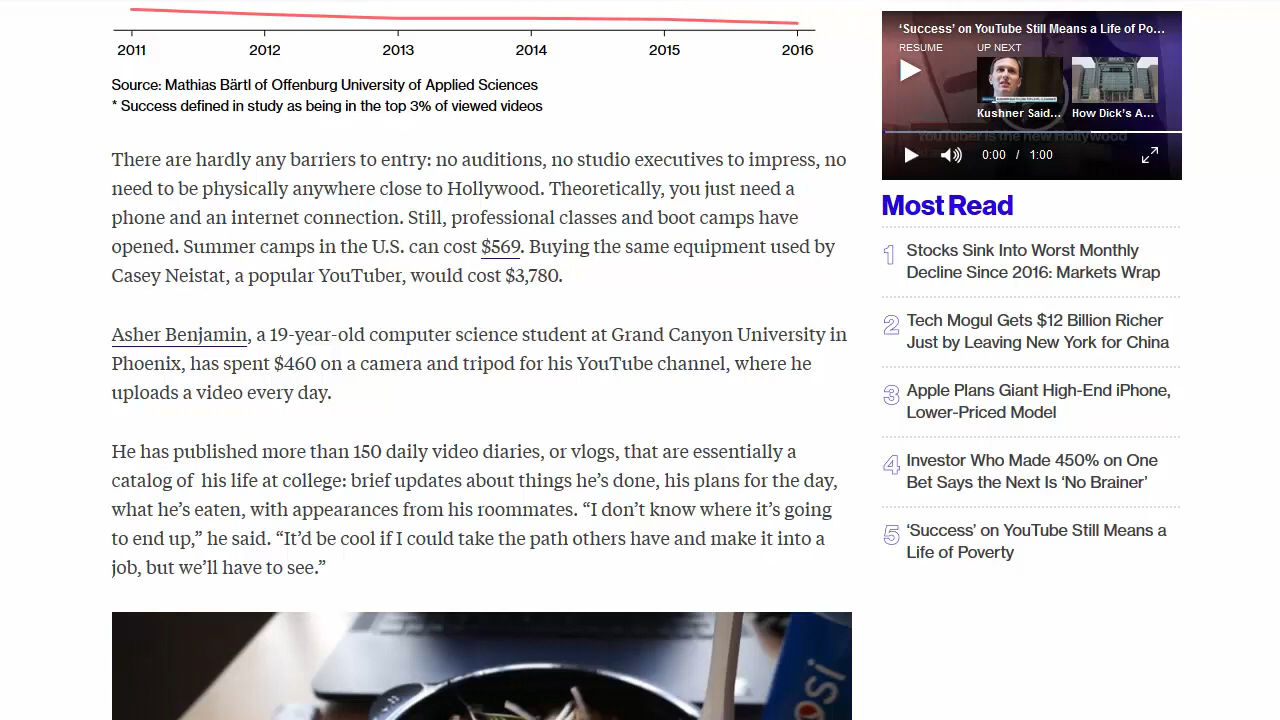 2011 2012 2013 2014 2015 2016
Source: Mathias Bärtl of Offenburg University of Applied Sciences
* Success defined in study as being in the top 3% of viewed videos
There are hardly any barriers to entry: no auditions, no studio executives to impress, no
need to be physically anywhere close to Hollywood. Theoretically, you just need a
phone and an internet connection. Still, professional classes and boot camps have
opened. Summer camps in the U.S. can cost $569. Buying the same equipment used by
Casey Neistat, a popular YouTuber, would cost $3,780.
Asher Benjamin, a 19-year-old computer science student at Grand Canyon University in
Phoenix, has spent $460 on a camera and tripod for his YouTube channel, where he
uploads a video every day.
He has published more than 150 daily video diaries, or vlogs, that are essentially a
catalog of his life at college: brief updates about things he’s done, his plans for the day,
what he’s eaten, with appearances from his roommates. “I don’t know where it’s going
to end up,” he said. “It’d be cool if I could take the path others have and make it into a
job, but we’ll have to see.”
‘Success’ on YouTube Still Means a Life of Po...
RESUME UP NEXT
Kushner Said... How Dick’s A...
YouTuber is the new Hollywood
0:00 / 1:00
Most Read
1 Stocks Sink Into Worst Monthly
Decline Since 2016: Markets Wrap
2 Tech Mogul Gets $12 Billion Richer
Just by Leaving New York for China
3 Apple Plans Giant High-End iPhone,
Lower-Priced Model
4 Investor Who Made 450% on One
Bet Says the Next Is ‘No Brainer’
5 ‘Success’ on YouTube Still Means a
Life of Poverty